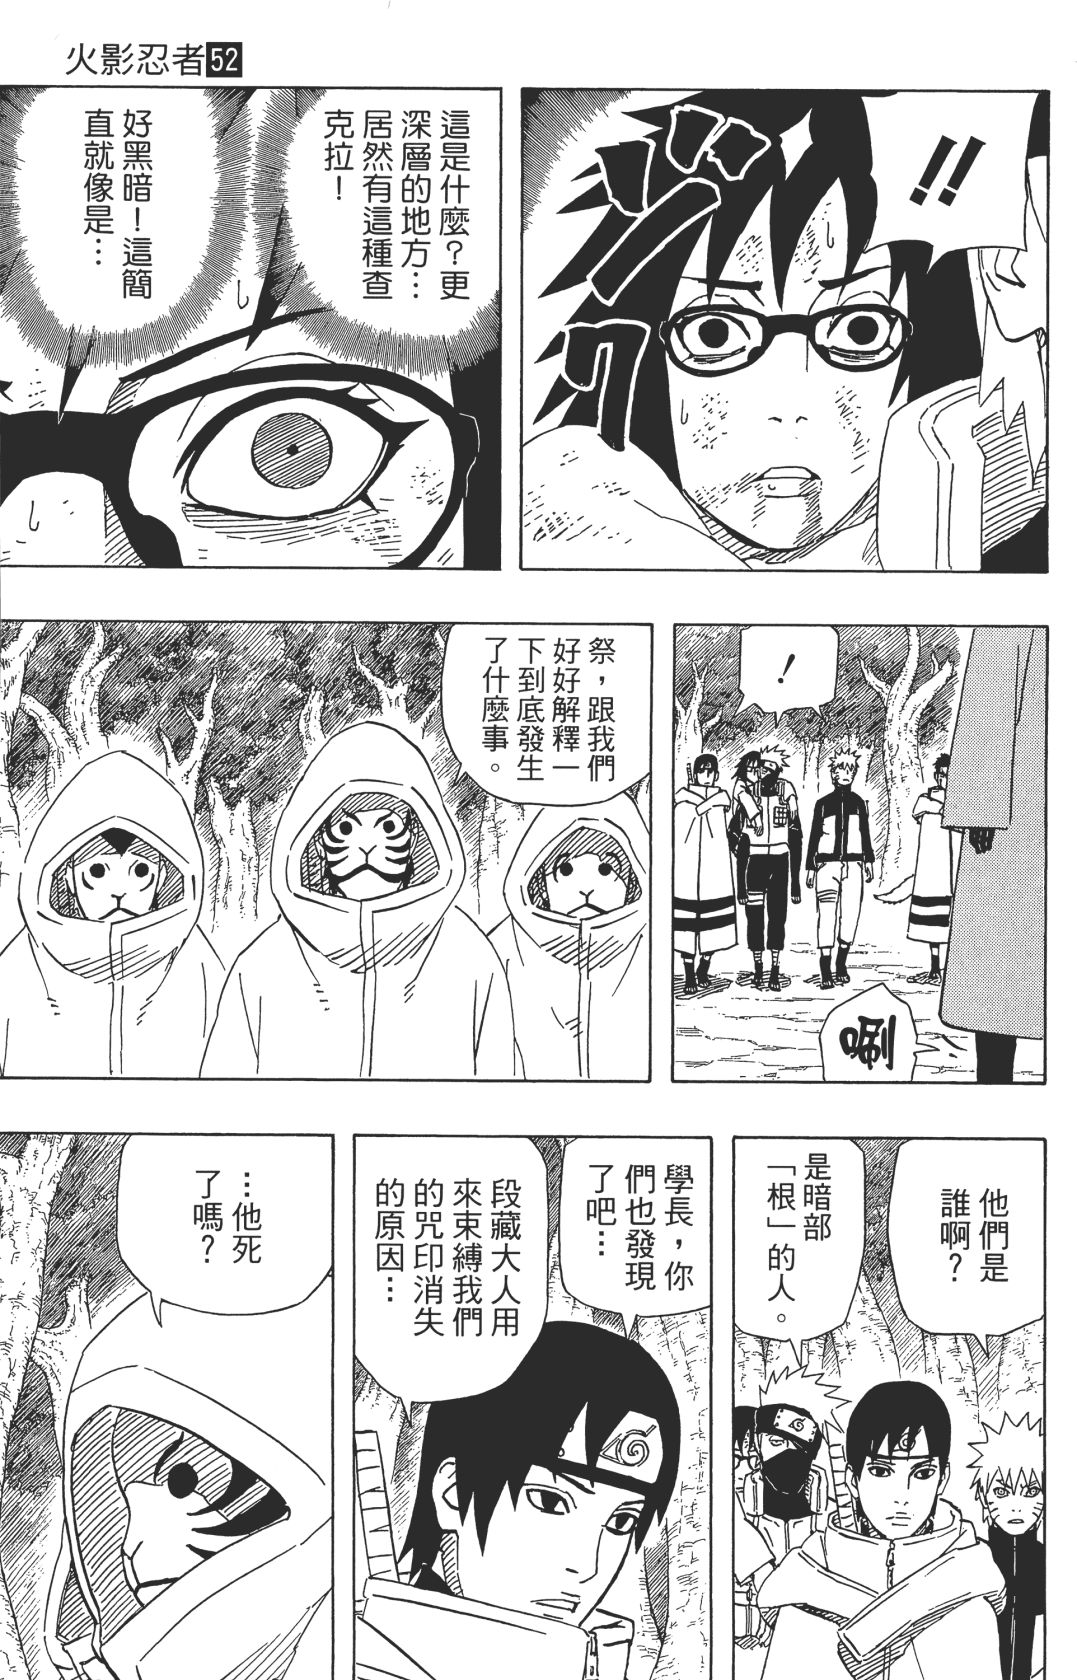 火影忍者52
!!
ゾクッ
這是什麼?更
深層的地方…
居然有這種查
克拉!
好黑暗!這簡
直就像是…
!
唰
祭,跟我們
好好解釋一
下到底發生
了什麼事。
他們是
誰啊?
是暗部
「根」的人。
學長,你
們也發現
了吧…
段藏大人用
來束縛我們
的咒印消失
的原因…
…他死
了嗎?